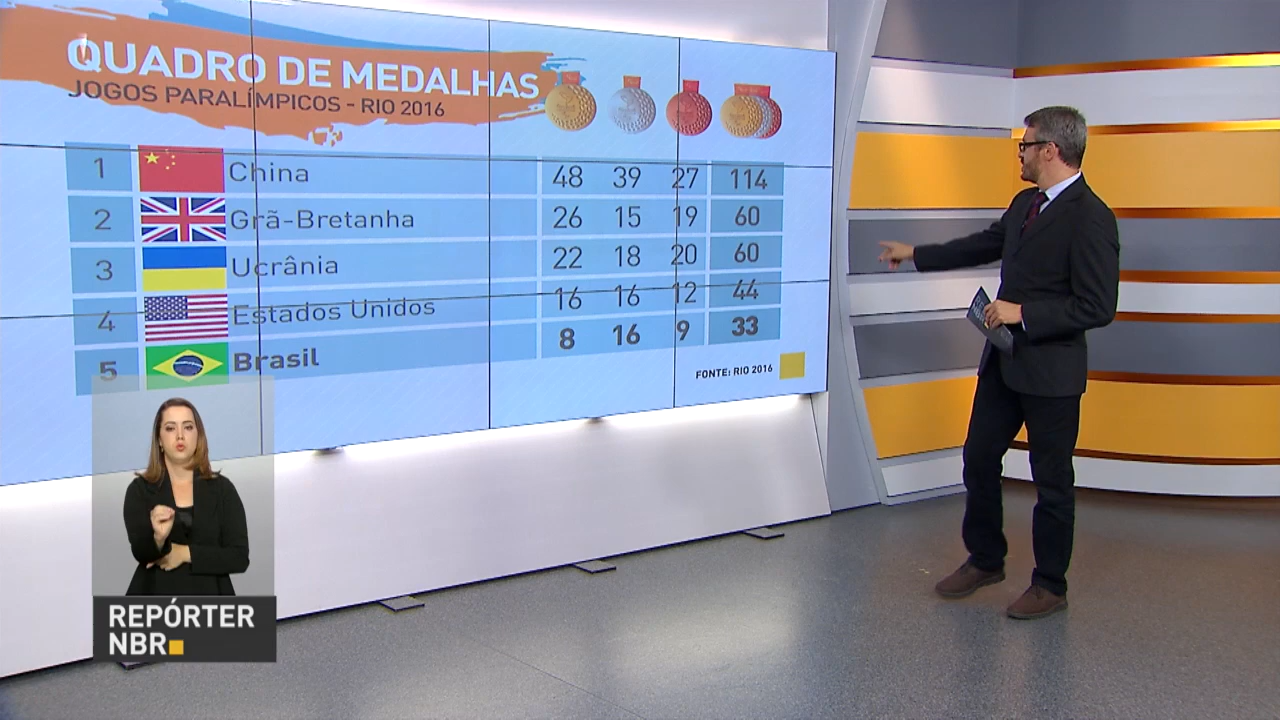 QUADRO DE MEDALHAS
JOGOS PARALÍMPICOS - RIO 2016
1 China 48 39 27 114
2 Grã-Bretanha 26 15 19 60
3 Ucrânia 22 18 20 60
4 Estados Unidos 16 16 12 44
5 Brasil 8 16 9 33
FONTE: RIO 2016
REPÓRTER
NBR